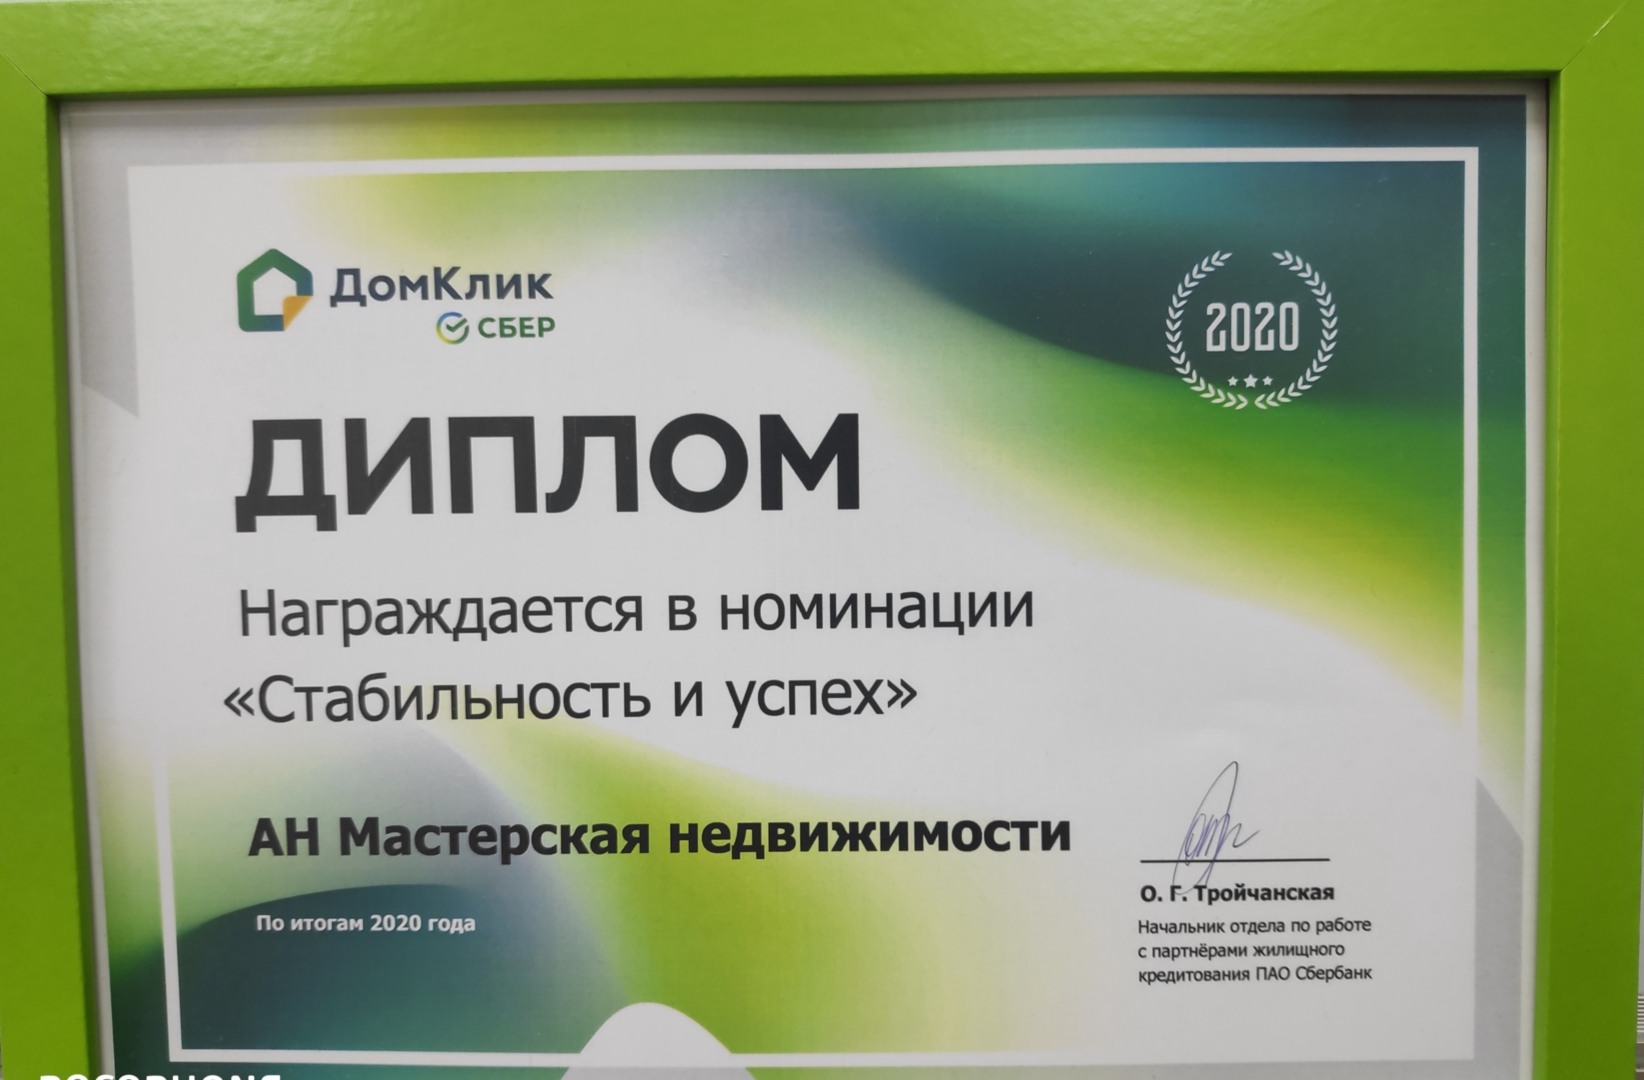 ДомКлик
СБЕР
2020
ДИПЛОМ
Награждается в номинации
«Стабильность и успех»
АН Мастерская недвижимости
По итогам 2020 года
О. Г. Тройчанская
Начальник отдела по работе
с партнёрами жилищного
кредитования ПАО Сбербанк